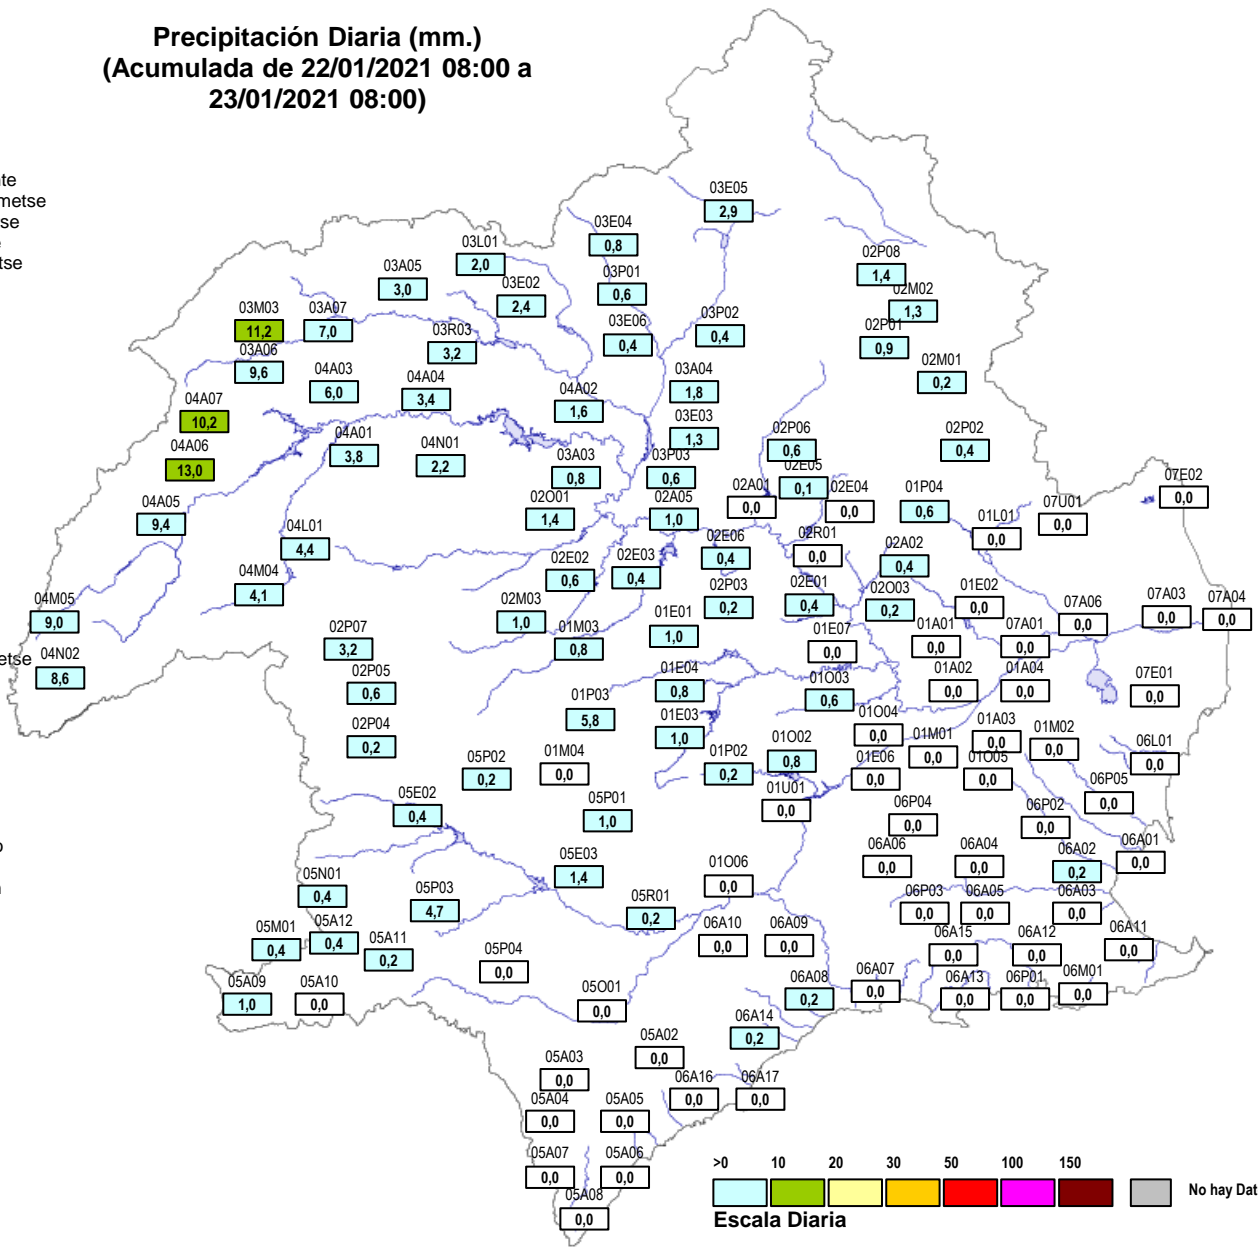 Precipitación Diaria (mm.)
(Acumulada de 22/01/2021 08:00 a
23/01/2021 08:00)
03E05
2,9
03E04
0,8
03L01
2,0
03A05
3,0
03E02
2,4
03P01
0,6
02P08
1,4
02M02
1,3
03M03
11,2
03A07
7,0
03R03
3,2
03E06
0,4
03P02
0,4
02P01
0,9
03A06
9,6
04A03
6,0
04A04
3,4
04A02
1,6
03A04
1,8
02M01
0,2
04A07
10,2
03E03
1,3
04A06
13,0
04A01
3,8
04N01
2,2
03A03
0,8
03P03
0,6
02P06
0,6
02P02
0,4
02E05
0,1
04A05
9,4
02O01
1,4
02A05
1,0
02A01
0,0
02E04
0,0
01P04
0,6
01L01
0,0
07U01
0,0
07E02
0,0
04L01
4,4
02E06
0,4
02R01
0,0
02A02
0,4
04M04
4,1
02E02
0,6
02E03
0,4
04M05
9,0
02M03
1,0
02P03
0,2
02E01
0,4
02O03
0,2
01E02
0,0
07A06
0,0
07A03
0,0
07A04
0,0
02P07
3,2
01M03
0,8
01E01
1,0
01E07
0,0
01A01
0,0
07A01
0,0
etse
04N02
8,6
02P05
0,6
01E04
0,8
01O03
0,6
01A02
0,0
01A04
0,0
07E01
0,0
02P04
0,2
01P03
5,8
01E03
1,0
01O04
0,0
01M01
0,0
01A03
0,0
01M02
0,0
06L01
0,0
05P02
0,2
01M04
0,0
01P02
0,2
01O02
0,8
01E06
0,0
01O05
0,0
05E02
0,4
05P01
1,0
01U01
0,0
06P04
0,0
06P02
0,0
06P05
0,0
05E03
1,4
06A06
0,0
06A04
0,0
06A02
0,2
06A01
0,0
05N01
0,4
05P03
4,7
01O06
0,0
05R01
0,2
06P03
0,0
06A05
0,0
06A03
0,0
05M01
0,4
05A12
0,4
05A11
0,2
06A10
0,0
06A09
0,0
06A15
0,0
06A12
0,0
06A11
0,0
05A09
1,0
05A10
0,0
05P04
0,0
05O01
0,0
06A08
0,2
06A07
0,0
06A13
0,0
06P01
0,0
06M01
0,0
06A14
0,2
05A02
0,0
05A03
0,0
06A16
0,0
06A17
0,0
05A04
0,0
05A05
0,0
05A07
0,0
05A06
0,0
05A08
0,0
>0 10 20 30 50 100 150
No hay Dat
Escala Diaria